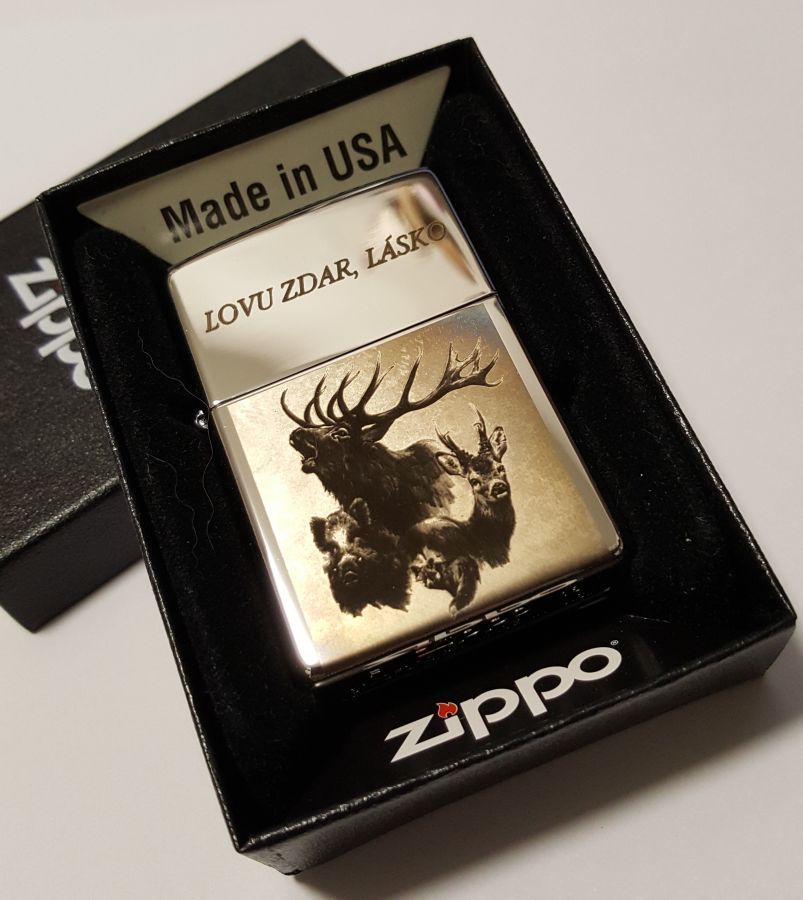 Made in USA
LOVU ZDAR, LÁSKO
zippo
zippo®